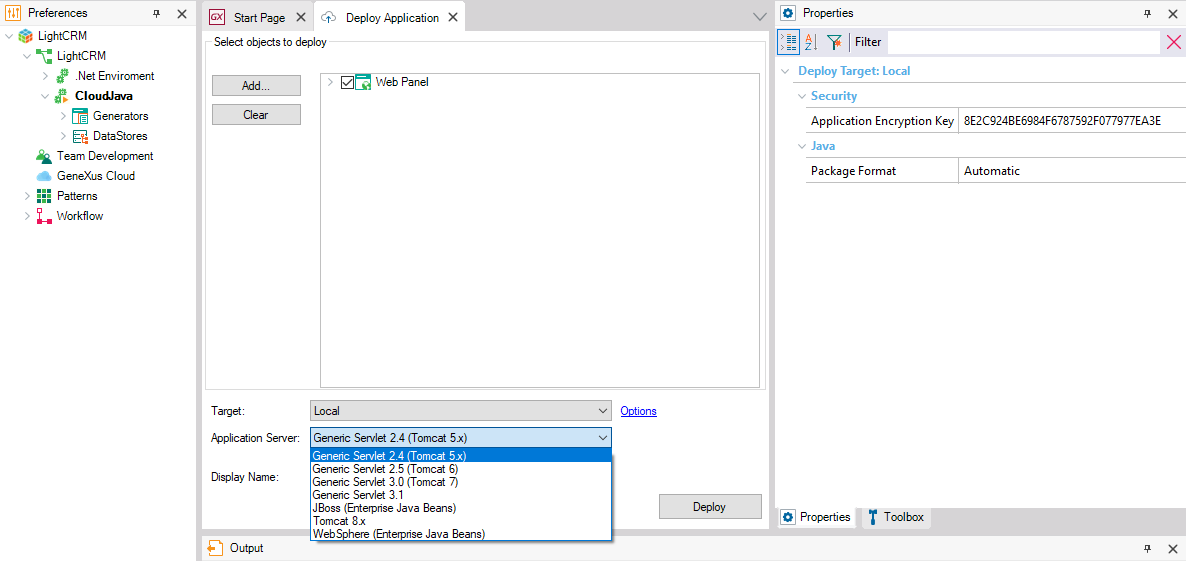 Preferences
LightCRM
LightCRM
.Net Enviroment
CloudJava
Generators
DataStores
Team Development
GeneXus Cloud
Patterns
Workflow
GX Start Page
Deploy Application
Select objects to deploy
Add...
Clear
Web Panel
Target:
Local
Options
Application Server:
Generic Servlet 2.4 (Tomcat 5.x)
Generic Servlet 2.4 (Tomcat 5.x)
Generic Servlet 2.5 (Tomcat 6)
Generic Servlet 3.0 (Tomcat 7)
Generic Servlet 3.1
JBoss (Enterprise Java Beans)
Tomcat 8.x
WebSphere (Enterprise Java Beans)
Display Name:
Deploy
Output
Properties
A Z
Filter
Deploy Target: Local
Security
Application Encryption Key 8E2C924BE6984F6787592F077977EA3E
Java
Package Format Automatic
Properties
Toolbox